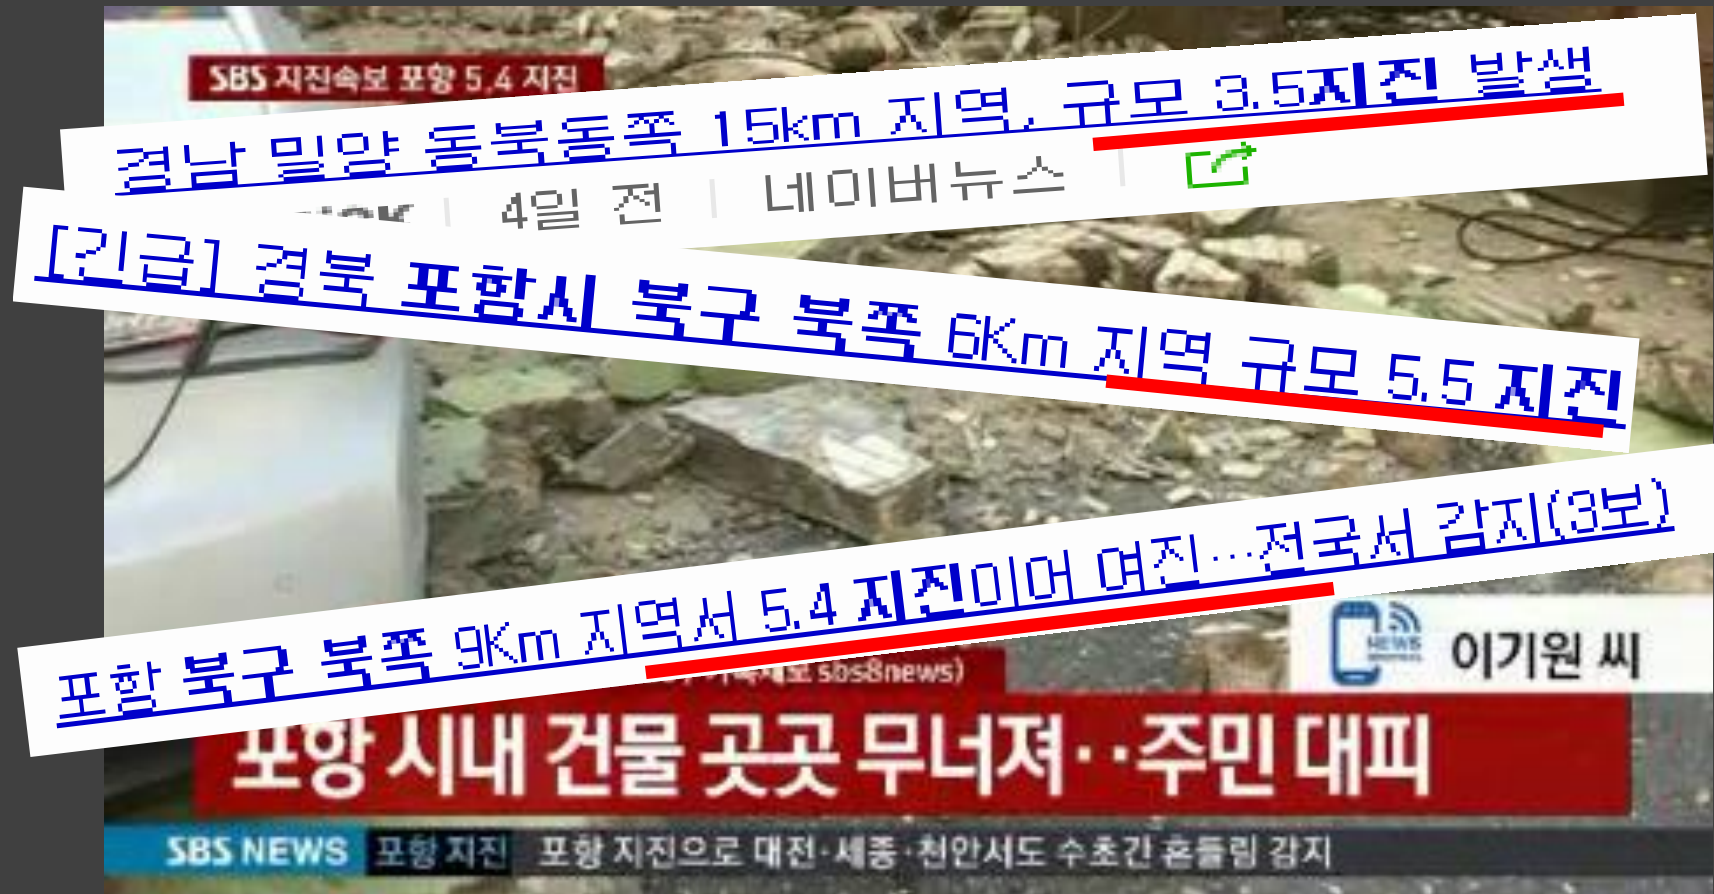 SBS 지진속보 포항 5.4 지진
경남 밀양 동북동쪽 15km 지역, 규모 3.5지진 발생
4일 전 네이버뉴스
[긴급] 경북 포항시 북구 북쪽 6Km 지역 규모 5.5 지진
포항 북구 북쪽 9Km 지역서 5.4 지진이어 여진…전국서 감지(3보)
NEWS
이기원 씨
sbs8news)
포항 시내 건물 곳곳 무너져‥주민 대피
SBS NEWS 포항 지진 포항 지진으로 대전·세종·천안서도 수초간 흔들림 감지